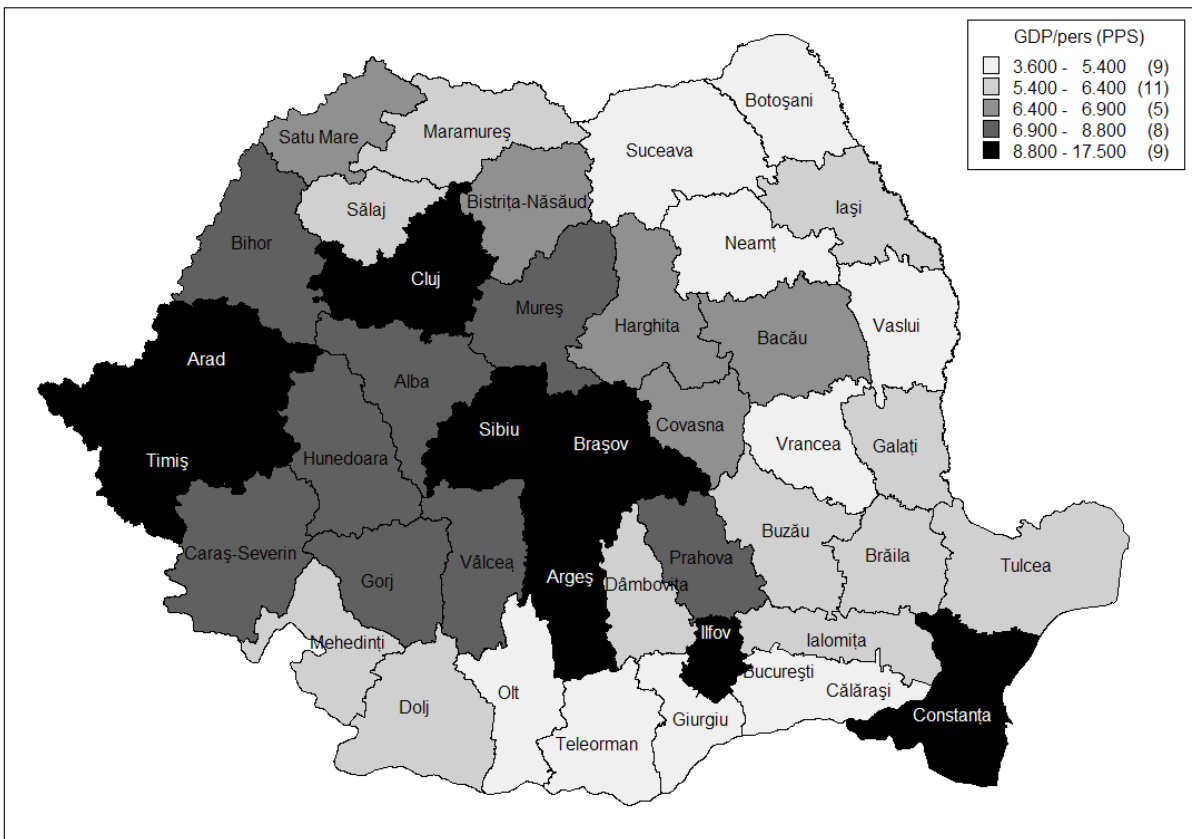 GDP/pers (PPS)
3.600 - 5.400 (9)
5.400 - 6.400 (11)
6.400 - 6.900 (5)
6.900 - 8.800 (8)
8.800 - 17.500 (9)
Botoşani
Satu Mare
Maramureş
Suceava
Bistriţa-Năsăud
Sălaj
Iaşi
Bihor
Neamţ
Cluj
Mureş
Harghita
Bacău
Vaslui
Arad
Alba
Sibiu
Braşov
Covasna
Vrancea
Galaţi
Timiş
Hunedoara
Buzău
Caraş-Severin
Gorj
Vâlcea
Argeş
Dâmboviţa
Prahova
Brăila
Tulcea
Mehedinţi
Ilfov
Ialomiţa
Bucureşti
Olt
Călăraşi
Dolj
Giurgiu
Constanţa
Teleorman